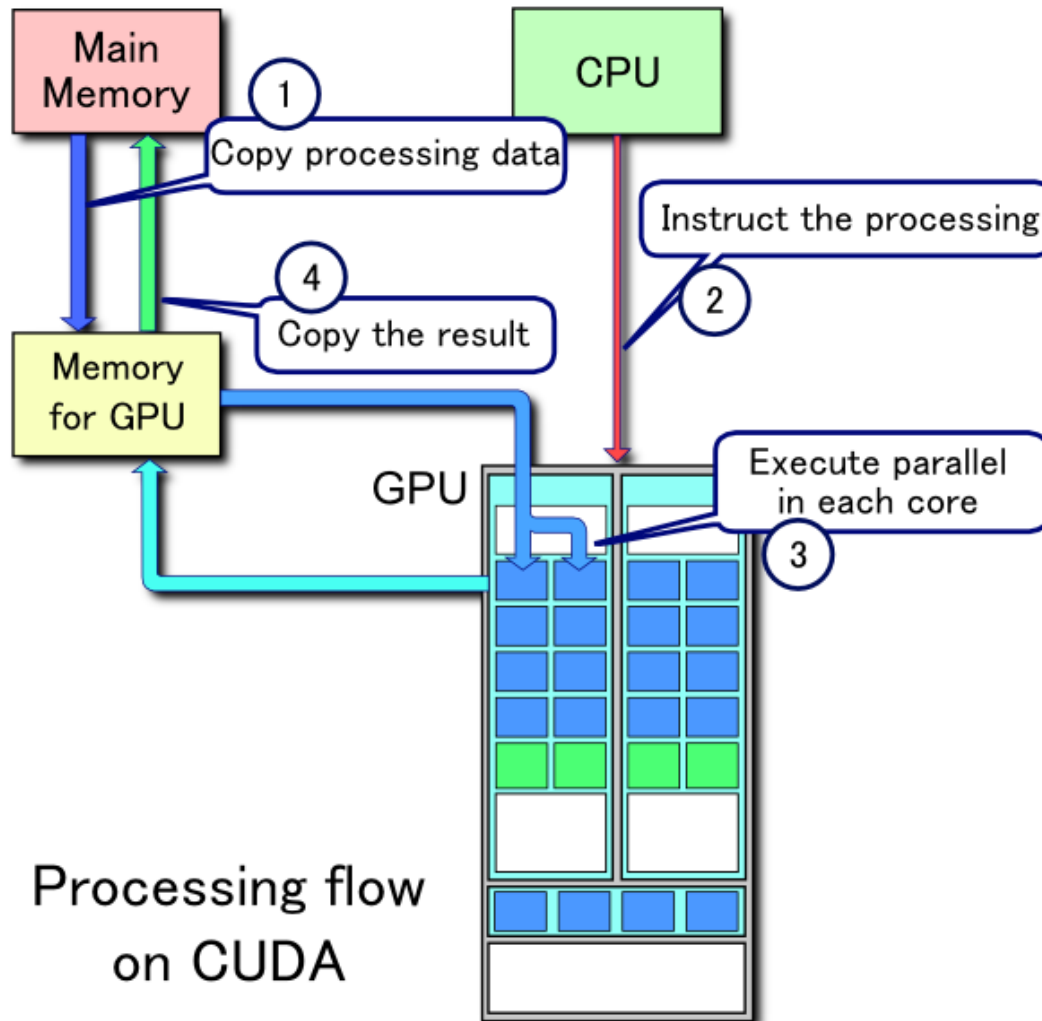 Main
Memory
CPU
1
Copy processing data
Instruct the processing
2
4
Copy the result
Memory
for GPU
GPU
Execute parallel
in each core
3
Processing flow
on CUDA